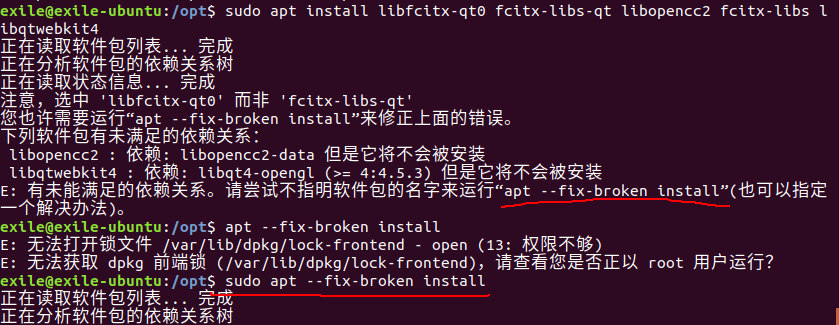 exile@exile-ubuntu:/opt$ sudo apt install libfcitx-qt0 fcitx-libs-qt libopencc2 fcitx-libs l
ibqtwebkit4
正在读取软件包列表... 完成
正在分析软件包的依赖关系树
正在读取状态信息... 完成
注意，选中 'libfcitx-qt0' 而非 'fcitx-libs-qt'
您也许需要运行“apt --fix-broken install”来修正上面的错误。
下列软件包有未满足的依赖关系：
 libopencc2 : 依赖: libopencc2-data 但是它将不会被安装
 libqtwebkit4 : 依赖: libqt4-opengl (>= 4:4.5.3) 但是它将不会被安装
E: 有未能满足的依赖关系。请尝试不指明软件包的名字来运行“apt --fix-broken install”(也可以指定
一个解决办法)。
exile@exile-ubuntu:/opt$ apt --fix-broken install
E: 无法打开锁文件 /var/lib/dpkg/lock-frontend - open (13: 权限不够)
E: 无法获取 dpkg 前端锁 (/var/lib/dpkg/lock-frontend)，请查看您是否正以 root 用户运行？
exile@exile-ubuntu:/opt$ sudo apt --fix-broken install
正在读取软件包列表... 完成
正在分析软件包的依赖关系树